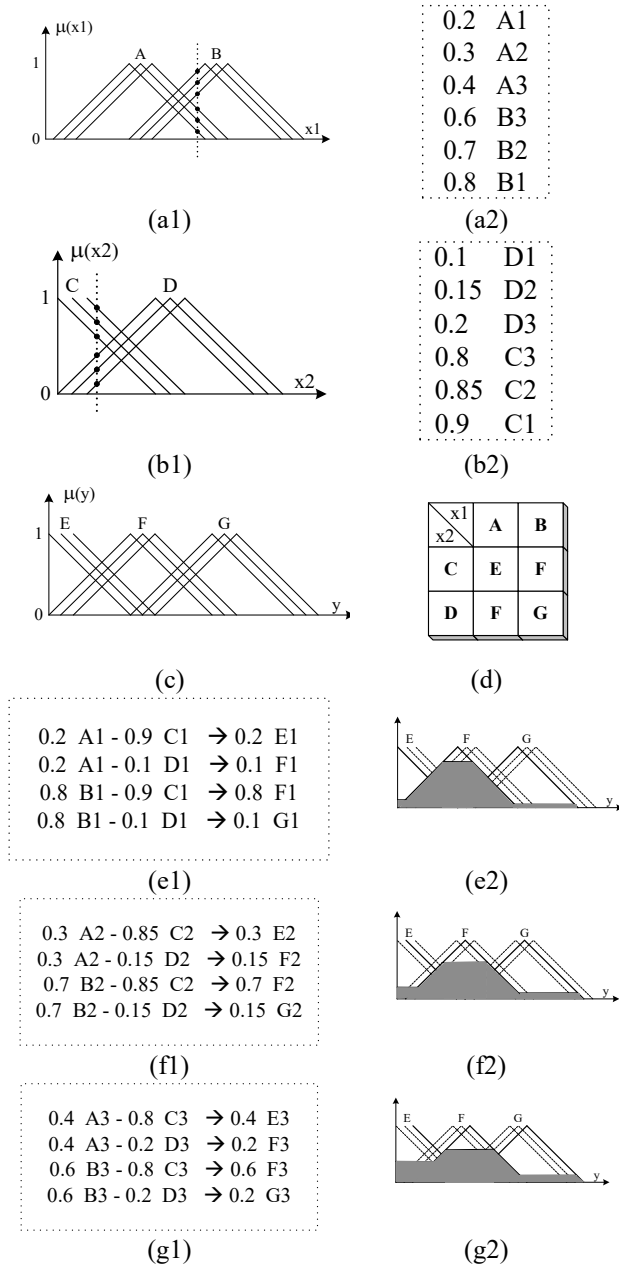 μ(x1)
A B
1
0
x1
0.2 A1
0.3 A2
0.4 A3
0.6 B3
0.7 B2
0.8 B1
(a1) (a2)
μ(x2)
C D
1
0
x2
0.1 D1
0.15 D2
0.2 D3
0.8 C3
0.85 C2
0.9 C1
(b1) (b2)
μ(y)
E F G
1
0
y
x1
x2
A B
C E F
D F G
(c) (d)
0.2 A1 - 0.9 C1 → 0.2 E1
0.2 A1 - 0.1 D1 → 0.1 F1
0.8 B1 - 0.9 C1 → 0.8 F1
0.8 B1 - 0.1 D1 → 0.1 G1
E F G
y
(e1) (e2)
0.3 A2 - 0.85 C2 → 0.3 E2
0.3 A2 - 0.15 D2 → 0.15 F2
0.7 B2 - 0.85 C2 → 0.7 F2
0.7 B2 - 0.15 D2 → 0.15 G2
E F G
y
(f1) (f2)
0.4 A3 - 0.8 C3 → 0.4 E3
0.4 A3 - 0.2 D3 → 0.2 F3
0.6 B3 - 0.8 C3 → 0.6 F3
0.6 B3 - 0.2 D3 → 0.2 G3
E F G
y
(g1) (g2)